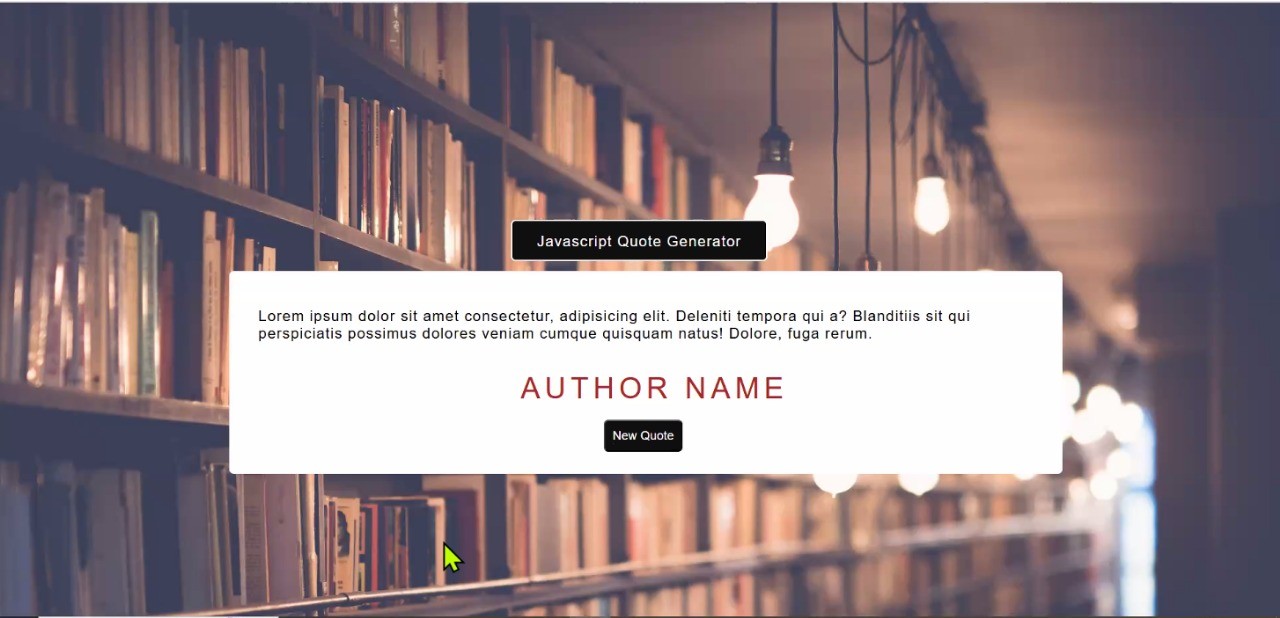 Javascript Quote Generator
Lorem ipsum dolor sit amet consectetur, adipisicing elit. Deleniti tempora qui a? Blanditiis sit qui
perspiciatis possimus dolores veniam cumque quisquam natus! Dolore, fuga rerum.
AUTHOR NAME
New Quote